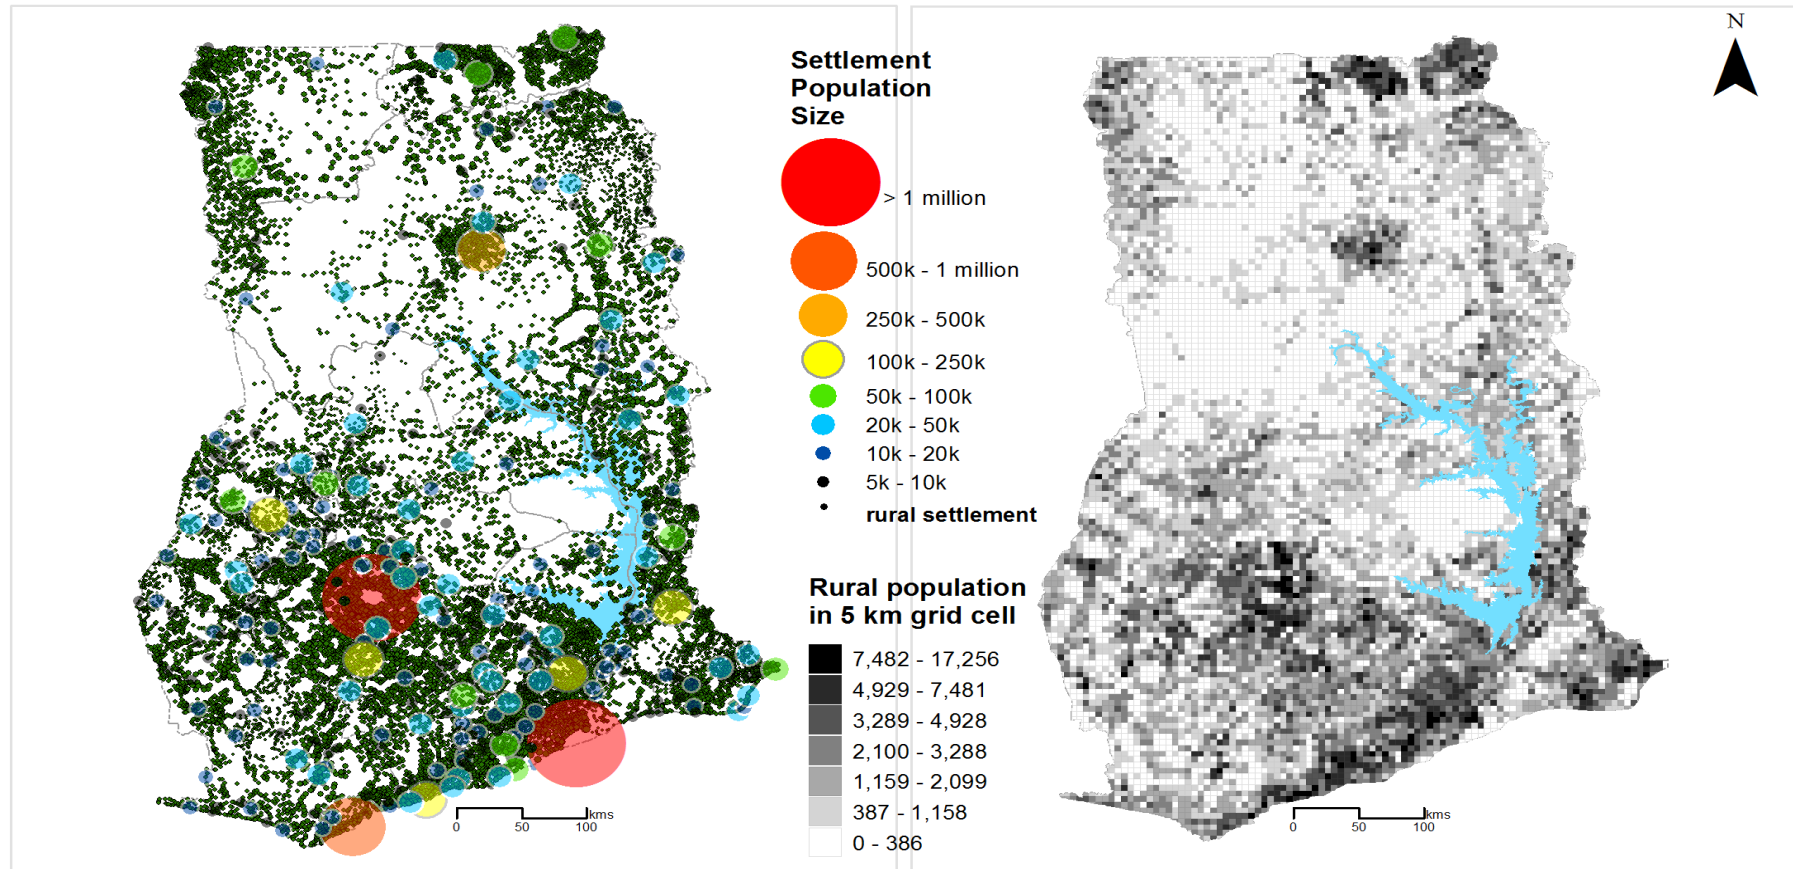 N
Settlement
Population
Size
> 1 million
500k - 1 million
250k - 500k
100k - 250k
50k - 100k
20k - 50k
10k - 20k
5k - 10k
rural settlement
Rural population
in 5 km grid cell
7,482 - 17,256
4,929 - 7,481
3,289 - 4,928
2,100 - 3,288
1,159 - 2,099
387 - 1,158
0 - 386
kms
0 50 100
kms
0 50 100